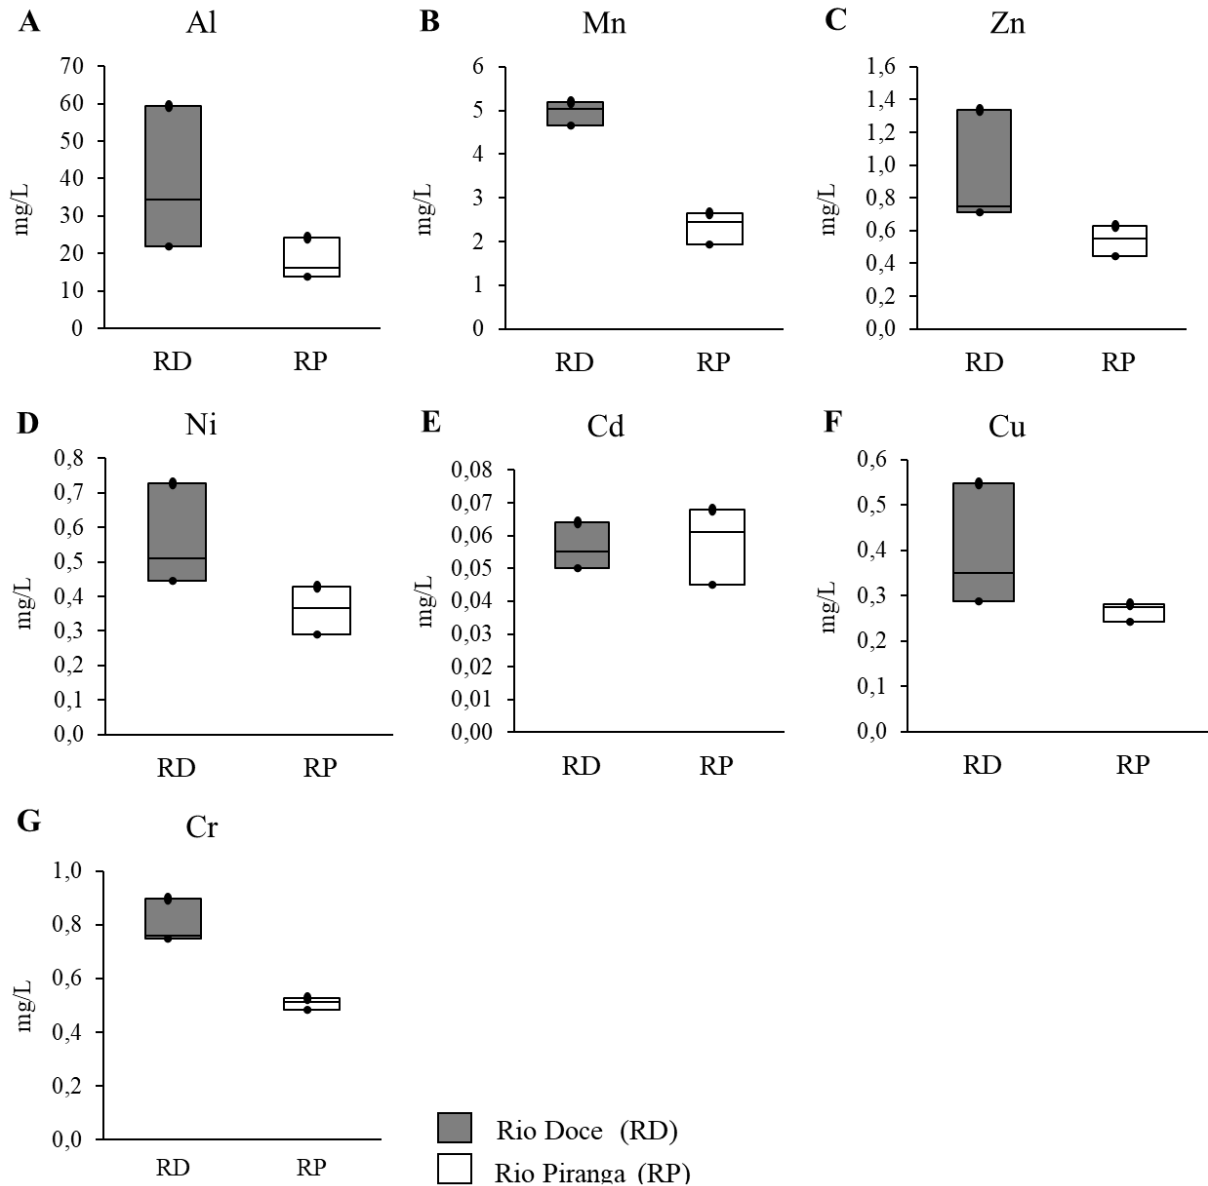 A Al
70
60
50
40
30
20
10
0
mg/L
RD RP
B Mn
6
5
4
3
2
1
0
mg/L
RD RP
C Zn
1,6
1,4
1,2
1,0
0,8
0,6
0,4
0,2
0,0
mg/L
RD RP
D Ni
0,8
0,7
0,6
0,5
0,4
0,3
0,2
0,1
0,0
mg/L
RD RP
E Cd
0,08
0,07
0,06
0,05
0,04
0,03
0,02
0,01
0,00
mg/L
RD RP
F Cu
0,6
0,5
0,4
0,3
0,2
0,1
0,0
mg/L
RD RP
G Cr
1,0
0,8
0,6
0,4
0,2
0,0
mg/L
RD RP
Rio Doce (RD)
Rio Piranga (RP)